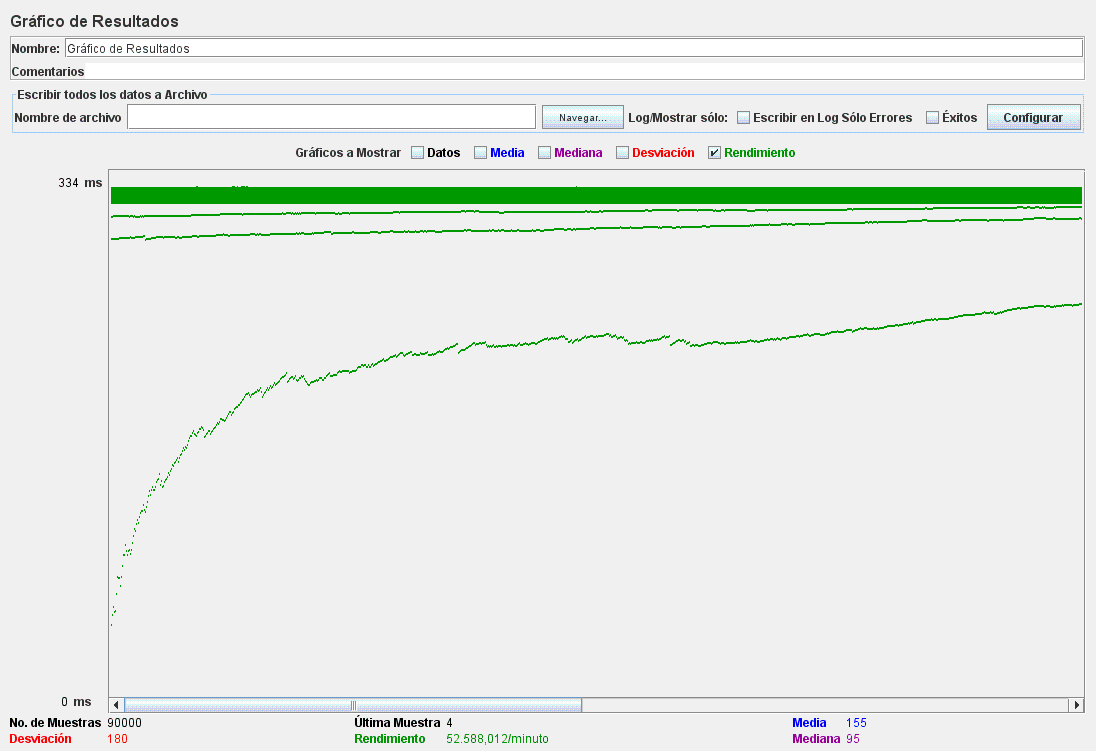 Gráfico de Resultados
Nombre: Gráfico de Resultados
Comentarios
Escribir todos los datos a Archivo
Nombre de archivo Navegar... Log/Mostrar sólo: Escribir en Log Sólo Errores Éxitos Configurar
Gráficos a Mostrar Datos Media Mediana Desviación Rendimiento
334 ms
0 ms
No. de Muestras 90000 Última Muestra 4 Media 155
Desviación 180 Rendimiento 52.588,012/minuto Mediana 95